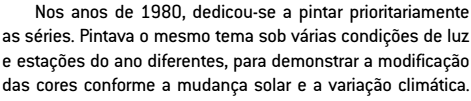 Nos anos de 1980, dedicou-se a pintar prioritariamente
as séries. Pintava o mesmo tema sob várias condições de luz
e estações do ano diferentes, para demonstrar a modificação
das cores conforme a mudança solar e a variação climática.